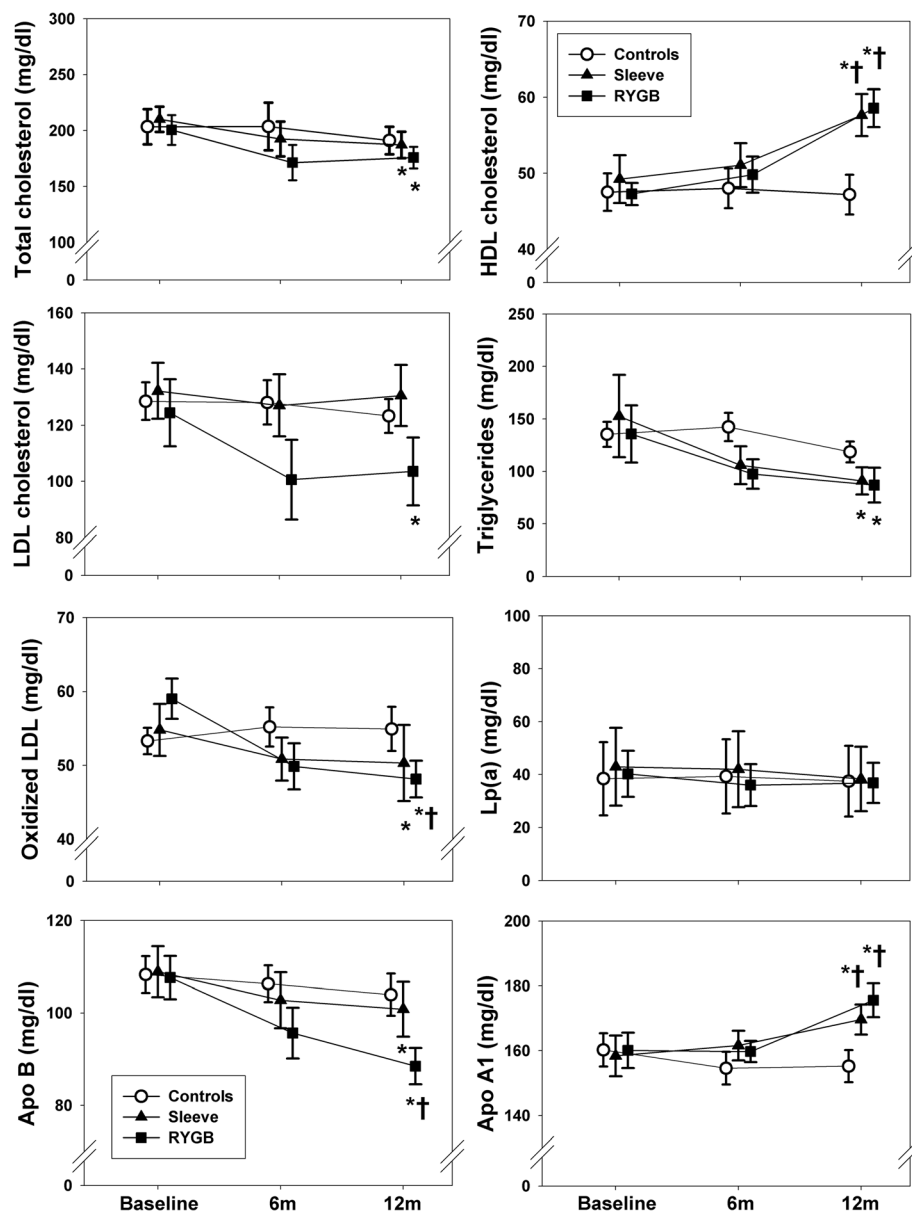 Total cholesterol (mg/dl)
300
250
200
150
100
0
*
*
HDL cholesterol (mg/dl)
70
60
50
40
0
Controls
Sleeve
RYGB
*†
*†
LDL cholesterol (mg/dl)
160
140
120
100
80
0
*
Triglycerides (mg/dl)
250
200
150
100
50
0
*
*
Oxidized LDL (mg/dl)
70
60
50
40
0
*
*†
Lp(a) (mg/dl)
100
80
60
40
20
0
Apo B (mg/dl)
120
100
80
0
Controls
Sleeve
RYGB
*
*†
Baseline
6m
12m
Apo A1 (mg/dl)
200
180
160
140
0
*†
*†
Baseline
6m
12m